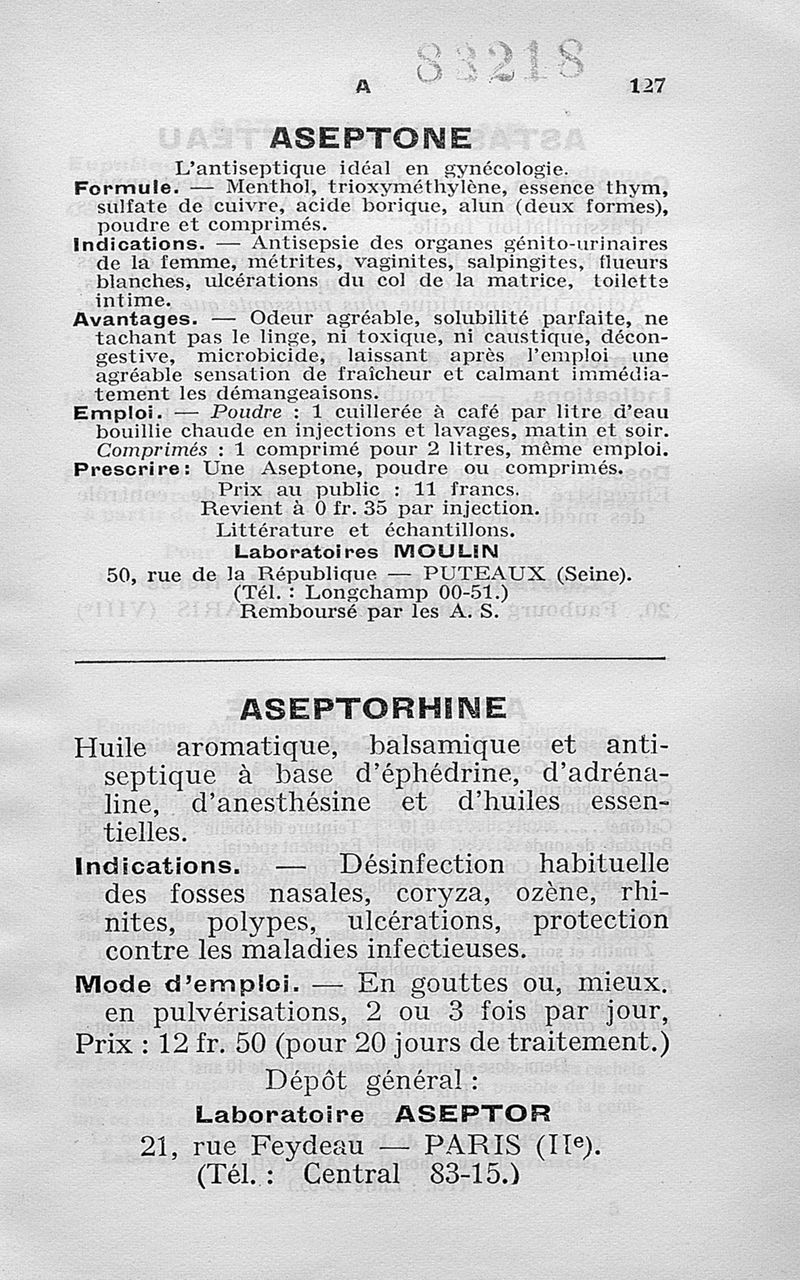 83218
A
127
ASEPTONE
L'antiseptique idéal en gynécologie.
Formule. — Menthol, trioxyméthylène, essence thym,
sulfate de cuivre, acide borique, alun (deux formes),
poudre et comprimés.
Indications. — Antisepsie des organes génito-urinaires
de la femme, métrites, vaginites, salpingites, flueurs
blanches, ulcérations du col de la matrice, toilette
intime.
Avantages. — Odeur agréable, solubilité parfaite, ne
tachant pas le linge, ni toxique, ni caustique, décon-
gestive, microbicide, laissant après l'emploi une
agréable sensation de fraîcheur et calmant immédia-
tement les démangeaisons.
Emploi. — Poudre : 1 cuillerée à café par litre d'eau
bouillie chaude en injections et lavages, matin et soir.
Comprimés : 1 comprimé pour 2 litres, même emploi.
Prescrire: Une Aseptone, poudre ou comprimés.
Prix au public : 11 francs.
Revient à 0 fr. 35 par injection.
Littérature et échantillons.
Laboratoires MOULIN
50, rue de la République — PUTEAUX (Seine).
(Tél. : Longchamp 00-51.)
Remboursé par les A. S.
ASEPTORHINE
Huile aromatique, balsamique et anti-
septique à base d'éphédrine, d'adréna-
line, d'anesthésine et d'huiles essen-
tielles.
Indications. — Désinfection habituelle
des fosses nasales, coryza, ozène, rhi-
nites, polypes, ulcérations, protection
contre les maladies infectieuses.
Mode d'emploi. — En gouttes ou, mieux.
en pulvérisations, 2 ou 3 fois par jour,
Prix : 12 fr. 50 (pour 20 jours de traitement.)
Dépôt général :
Laboratoire ASEPTOR
21, rue Feydeau — PARIS (IIe).
(Tél. : Central 83-15.)